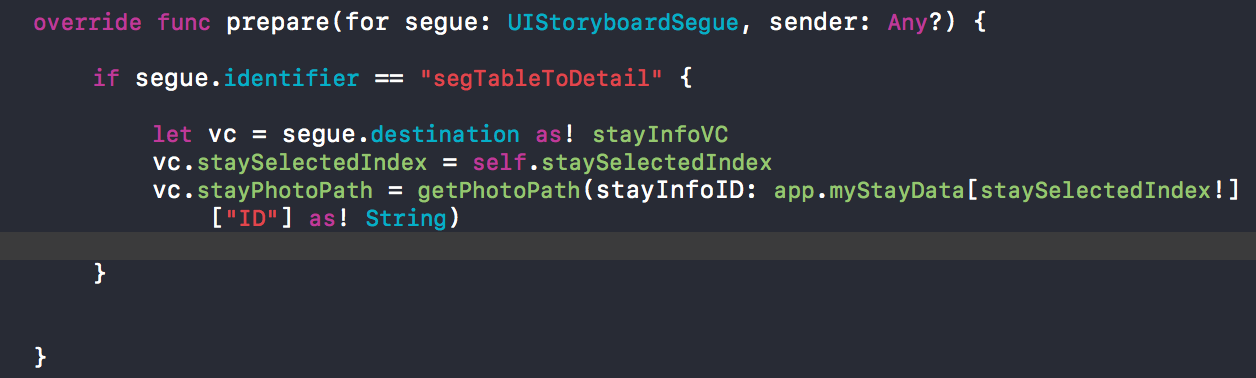 override func prepare(for segue: UIStoryboardSegue, sender: Any?) {
if segue.identifier == "segTableToDetail" {
let vc = segue.destination as! stayInfoVC
vc.staySelectedIndex = self.staySelectedIndex
vc.stayPhotoPath = getPhotoPath(stayInfoID: app.myStayData[staySelectedIndex!]
["ID"] as! String)
}
}